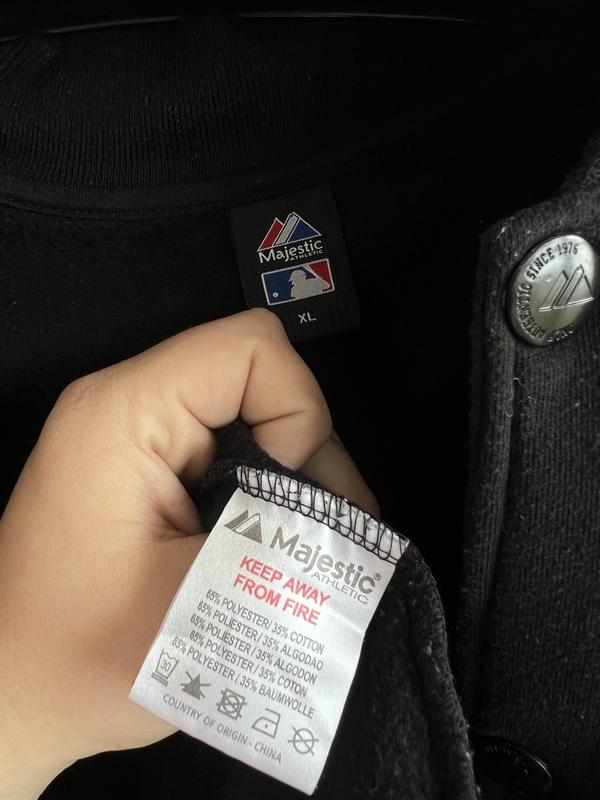 Majestic
ATHLETIC
XL
AUTHENTIC SINCE 1976
Majestic®
ATHLETIC
KEEP AWAY
FROM FIRE
65% POLYESTER/ 35% COTTON
65% POLIESTER/ 35% ALGODAO
65% POLIESTER / 35% ALGODON
65% POLYESTER / 35% COTON
65% POLYESTER / 35% BAUMWOLLE
30
COUNTRY OF ORIGIN - CHINA